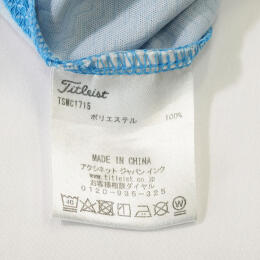 Titleist
TSMC1715
ポリエステル 100%
MADE IN CHINA
アクシネット ジャパン インク
www.titleist.co.jp
お客様相談ダイヤル
0120-935-325